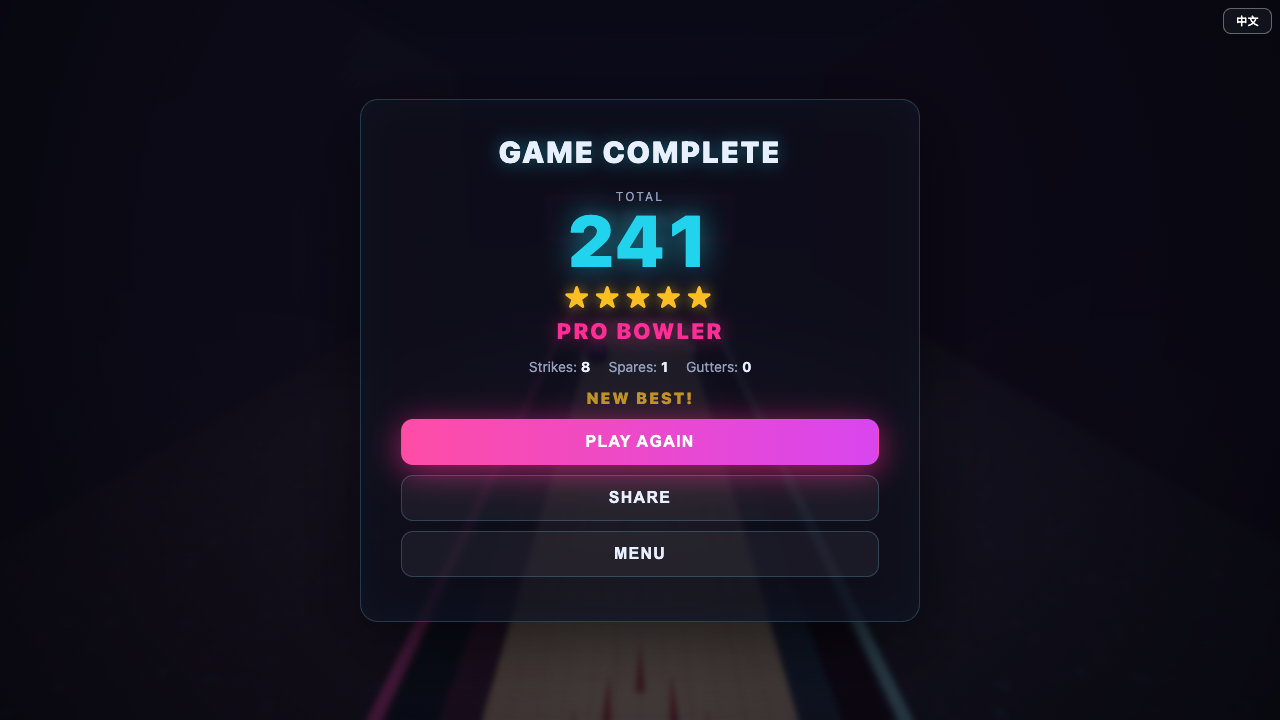 中文
GAME COMPLETE
TOTAL
241
PRO BOWLER
Strikes: 8 Spares: 1 Gutters: 0
NEW BEST!
PLAY AGAIN
SHARE
MENU